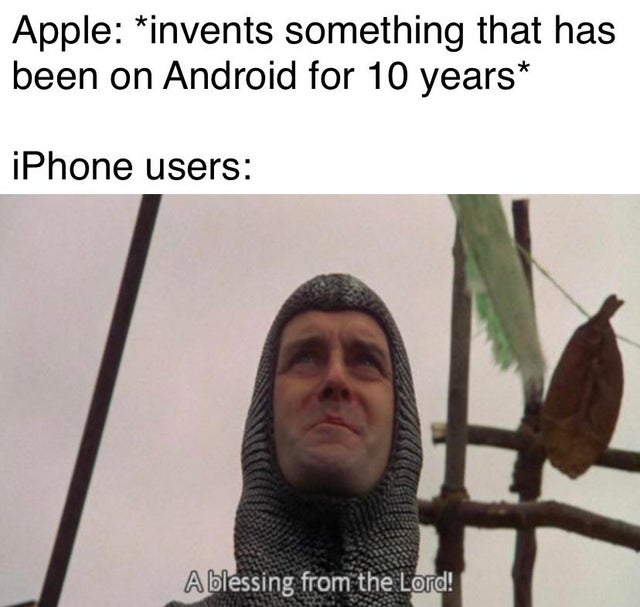 Apple: *invents something that has
been on Android for 10 years*
iPhone users:
A blessing from the Lord!